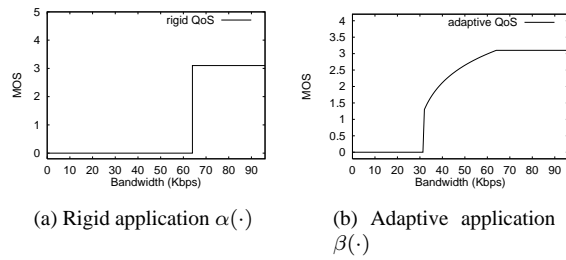 5
4
3
2
1
0
MOS
rigid QoS
0 10 20 30 40 50 60 70 80 90
Bandwidth (Kbps)
(a) Rigid application α(·)
4
3.5
3
2.5
2
1.5
1
0.5
0
MOS
adaptive QoS
0 10 20 30 40 50 60 70 80 90
Bandwidth (Kbps)
(b) Adaptive application
β(·)